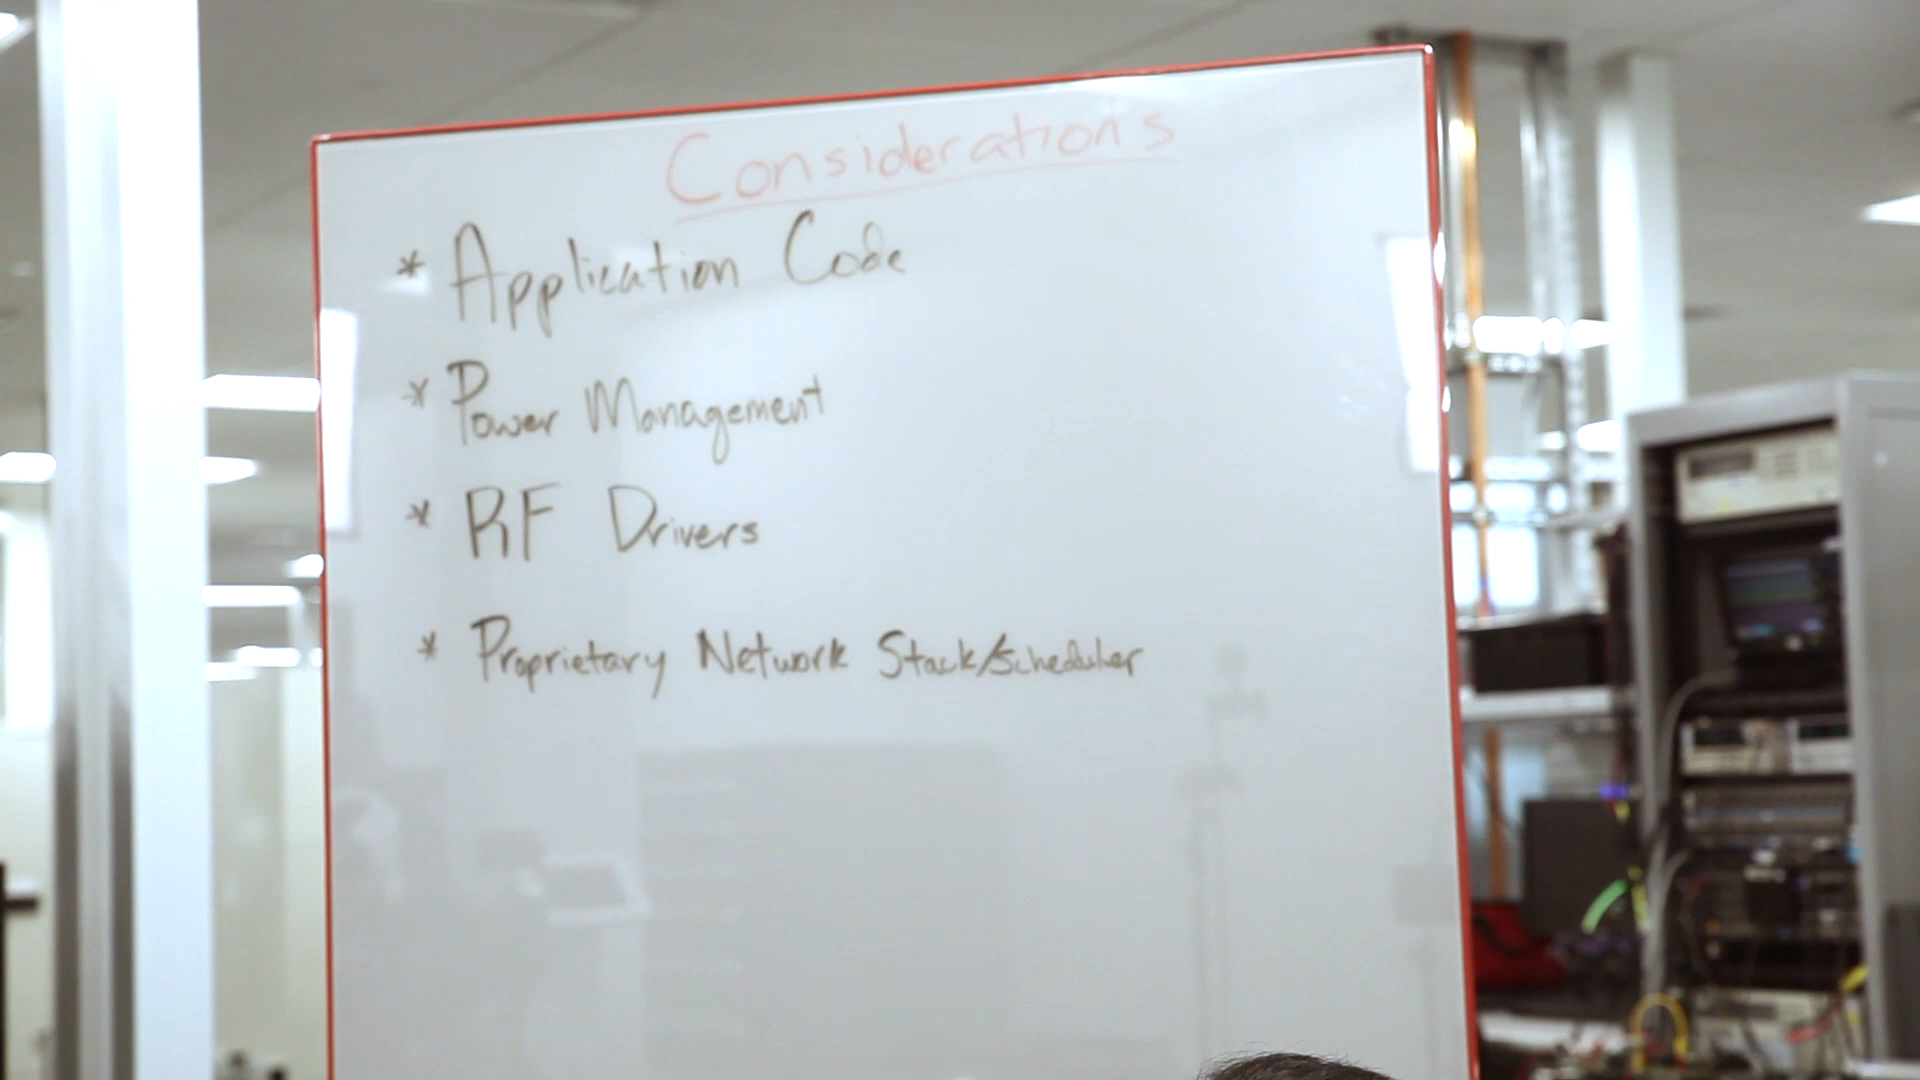 Considerations
* Application Code
* Power Management
* RF Drivers
* Proprietary Network Stack/scheduler